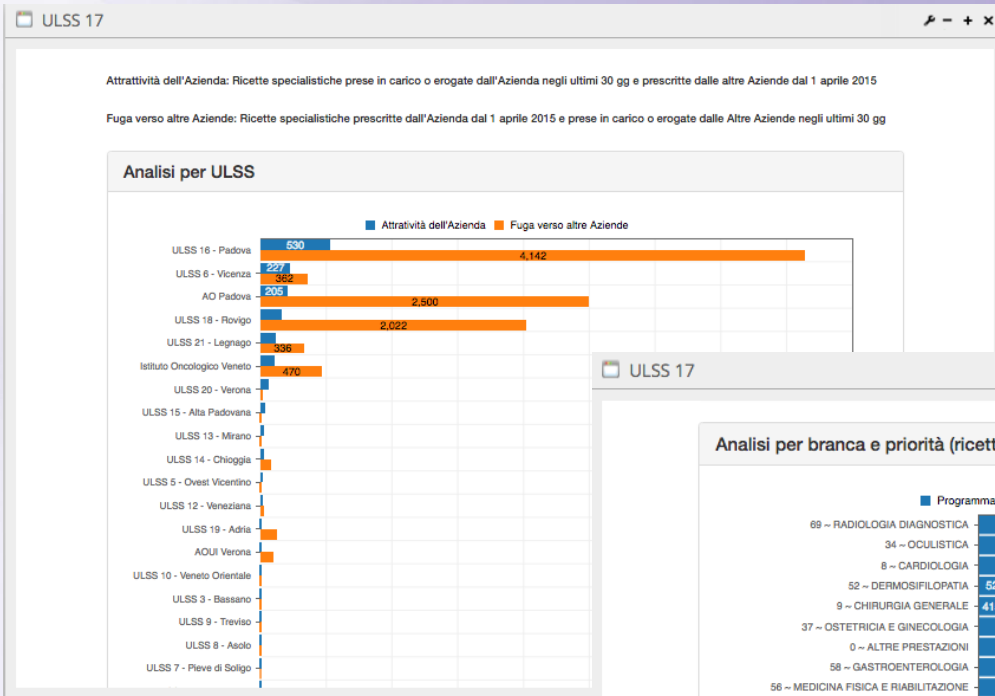 ULSS 17
Attrattività dell'Azienda: Ricette specialistiche prese in carico o erogate dall'Azienda negli ultimi 30 gg e prescritte dalle altre Aziende dal 1 aprile 2015
Fuga verso altre Aziende: Ricette specialistiche prescritte dall'Azienda dal 1 aprile 2015 e prese in carico o erogate dalle Altre Aziende negli ultimi 30 gg
Analisi per ULSS
Attratività dell'Azienda Fuga verso altre Aziende
ULSS 16 - Padova 530 4,142
ULSS 6 - Vicenza 227 362
AO Padova 205 2,500
ULSS 18 - Rovigo 2,022
ULSS 21 - Legnago 336
Istituto Oncologico Veneto 470
ULSS 20 - Verona
ULSS 15 - Alta Padovana
ULSS 13 - Mirano
ULSS 14 - Chioggia
ULSS 5 - Ovest Vicentino
ULSS 12 - Veneziana
ULSS 19 - Adria
AOUI Verona
ULSS 10 - Veneto Orientale
ULSS 3 - Bassano
ULSS 9 - Treviso
ULSS 8 - Asolo
ULSS 7 - Pieve di Soligo
ULSS 17
Analisi per branca e priorità (ricett
Programma
69 ~ RADIOLOGIA DIAGNOSTICA
34 ~ OCULISTICA
8 ~ CARDIOLOGIA
52 ~ DERMOSIFILOPATIA 52
9 ~ CHIRURGIA GENERALE 41
37 ~ OSTETRICIA E GINECOLOGIA
0 ~ ALTRE PRESTAZIONI
58 ~ GASTROENTEROLOGIA
56 ~ MEDICINA FISICA E RIABILITAZIONE